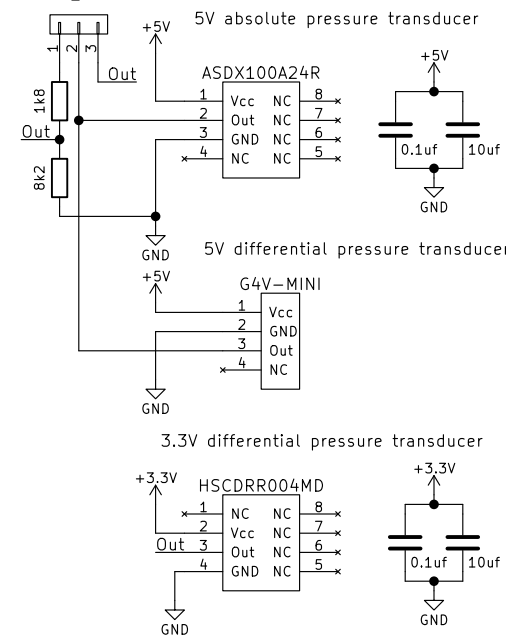 5V absolute pressure transducer
+5V
1 2 3
Out
1k8
Out
8k2
ASDX100A24R
1 Vcc NC 8
2 Out NC 7
3 GND NC 6
4 NC NC 5
GND
+5V
0.1uf 10uf
GND
5V differential pressure transducer
+5V
G4V-MINI
1 Vcc
2 GND
3 Out
4 NC
GND
3.3V differential pressure transducer
+3.3V
HSCDRR004MD
1 NC NC 8
2 Vcc NC 7
Out 3 Out NC 6
4 GND NC 5
GND
+3.3V
0.1uf 10uf
GND